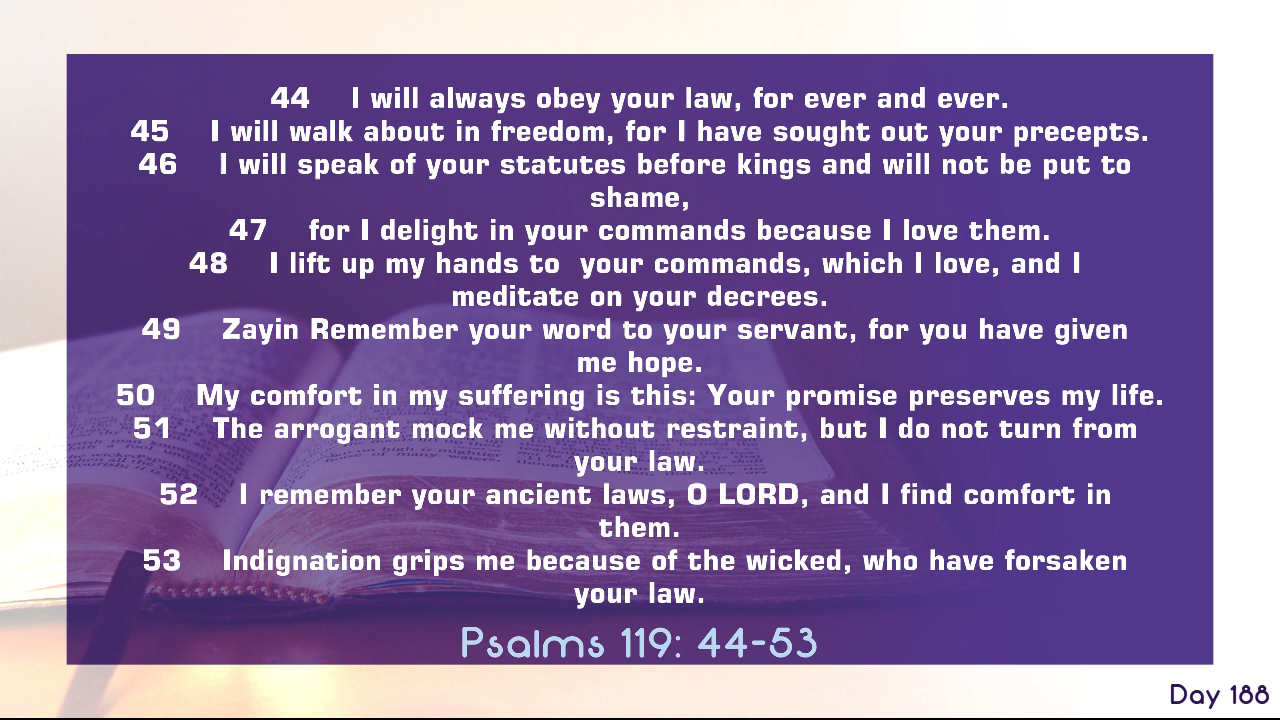 44 I will always obey your law, for ever and ever.
45 I will walk about in freedom, for I have sought out your precepts.
46 I will speak of your statutes before kings and will not be put to
shame,
47 for I delight in your commands because I love them.
48 I lift up my hands to your commands, which I love, and I
meditate on your decrees.
49 Zayin Remember your word to your servant, for you have given
me hope.
50 My comfort in my suffering is this: Your promise preserves my life.
51 The arrogant mock me without restraint, but I do not turn from
your law.
52 I remember your ancient laws, O LORD, and I find comfort in
them.
53 Indignation grips me because of the wicked, who have forsaken
your law.
Psalms 119: 44-53
Day 188